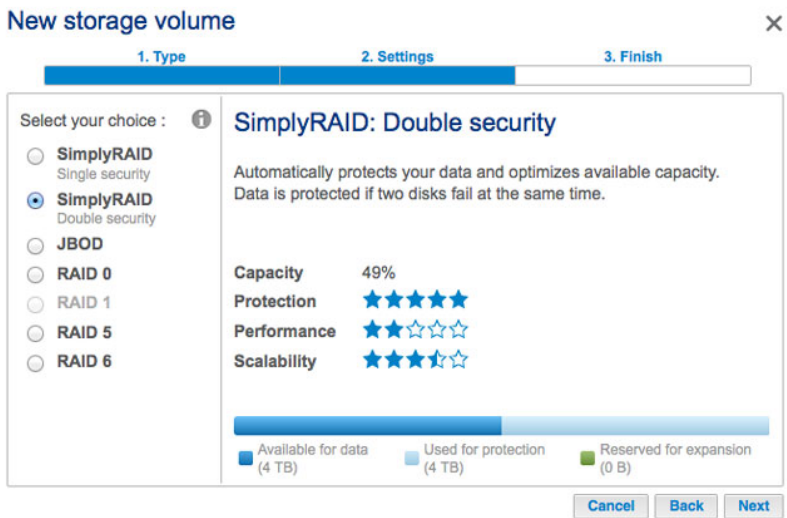 New storage volume
1. Type
2. Settings
3. Finish
Select your choice :
SimplyRAID
Single security
SimplyRAID
Double security
JBOD
RAID 0
RAID 1
RAID 5
RAID 6
SimplyRAID: Double security
Automatically protects your data and optimizes available capacity.
Data is protected if two disks fail at the same time.
Capacity 49%
Protection
Performance
Scalability
Available for data
(4 TB)
Used for protection
(4 TB)
Reserved for expansion
(0 B)
Cancel
Back
Next